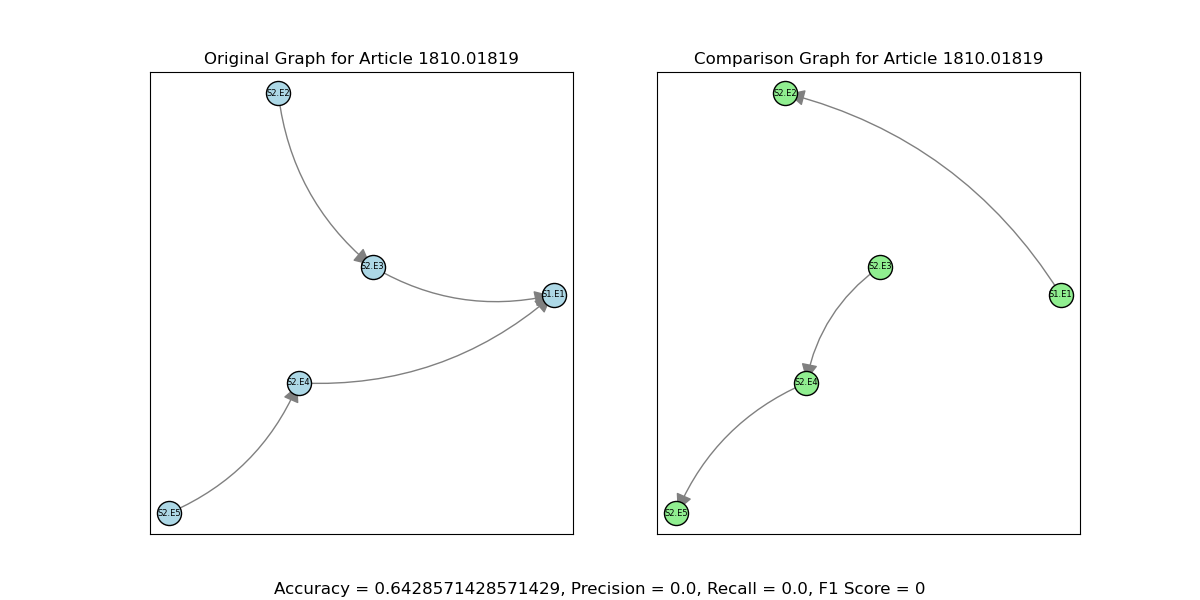 Original Graph for Article 1810.01819
S2.E2
S2.E3
S1.E1
S2.E4
S2.E5
Comparison Graph for Article 1810.01819
S2.E2
S2.E3
S1.E1
S2.E4
S2.E5
Accuracy = 0.6428571428571429, Precision = 0.0, Recall = 0.0, F1 Score = 0